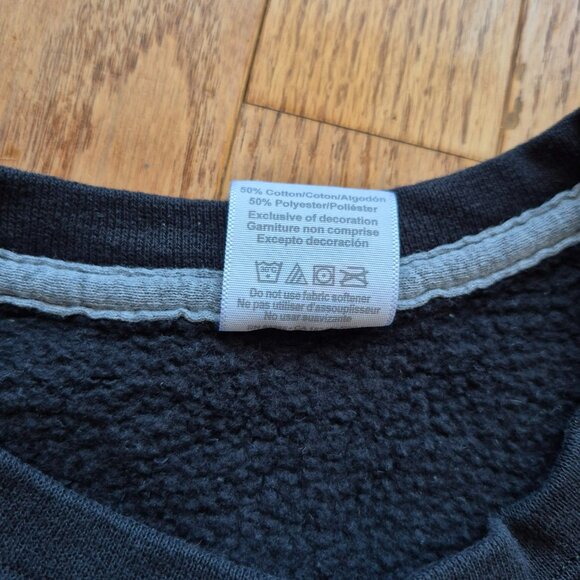 50% Cotton/Coton/Algodón
50% Polyester/Poliéster
Exclusive of decoration
Garniture non comprise
Excepto decoración
30°C
Do not use fabric softener
Ne pas utiliser d'assouplisseur
No usar suavizante